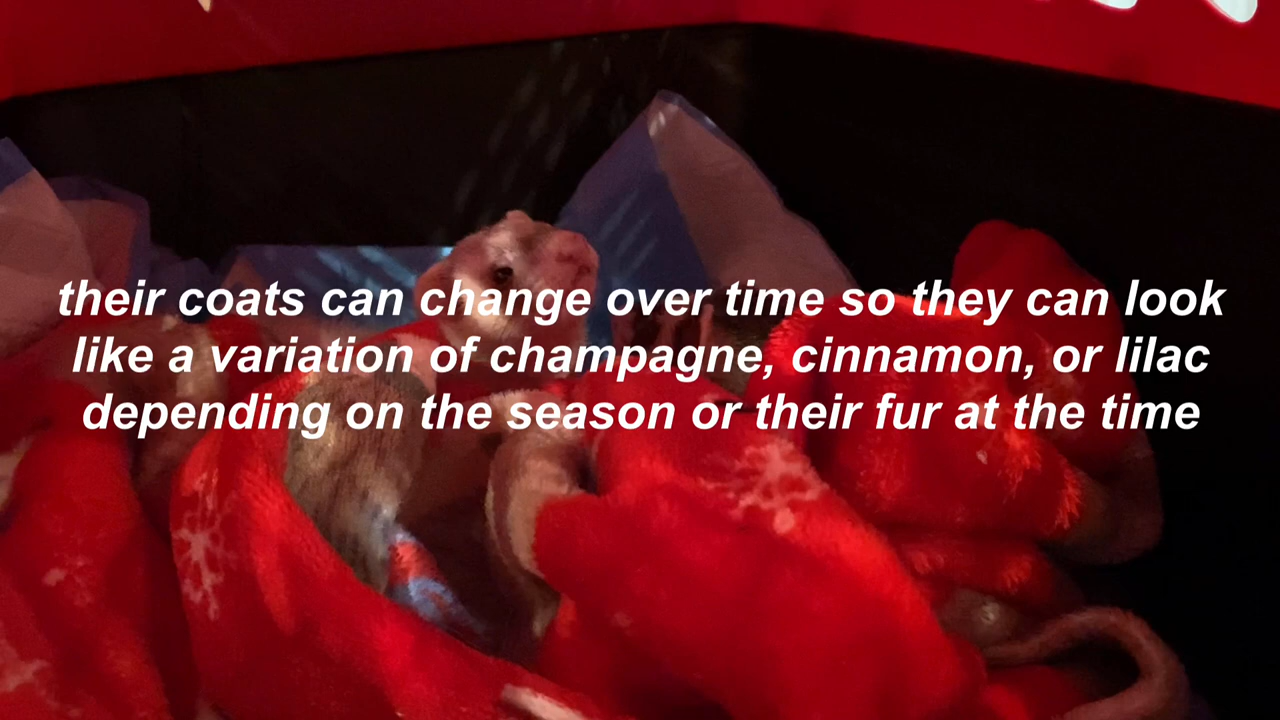 their coats can change over time so they can look
like a variation of champagne, cinnamon, or lilac
depending on the season or their fur at the time